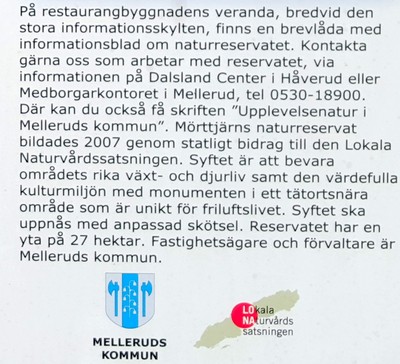 På restaurangbyggnadens veranda, bredvid den
stora informationsskylten, finns en brevlåda med
informationsblad om naturreservatet. Kontakta
gärna oss som arbetar med reservatet, via
informationen på Dalsland Center i Håverud eller
Medborgarkontoret i Mellerud, tel 0530-18900.
Där kan du också få skriften ”Upplevelsenatur i
Melleruds kommun”. Mörttjärns naturreservat
bildades 2007 genom statligt bidrag till den Lokala
Naturvårdssatsningen. Syftet är att bevara
områdets rika växt- och djurliv samt den värdefulla
kulturmiljön med monumenten i ett tätortsnära
område som är unikt för friluftslivet. Syftet ska
uppnås med anpassad skötsel. Reservatet har en
yta på 27 hektar. Fastighetsägare och förvaltare är
Melleruds kommun.
MELLERUDS
KOMMUN
LOkala
NAturvårds
satsningen